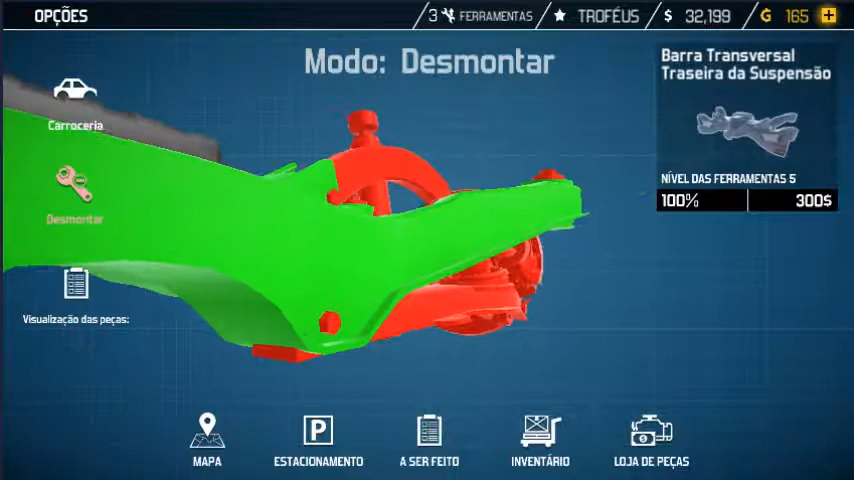 OPÇÕES
3 FERRAMENTAS
TROFÉUS
$ 32,199
G 165 +
Modo: Desmontar
Barra Transversal
Traseira da Suspensão
NÍVEL DAS FERRAMENTAS 5
100% 300$
Carroceria
Desmontar
Visualização das peças:
MAPA
P
ESTACIONAMENTO
A SER FEITO
INVENTÁRIO
LOJA DE PEÇAS